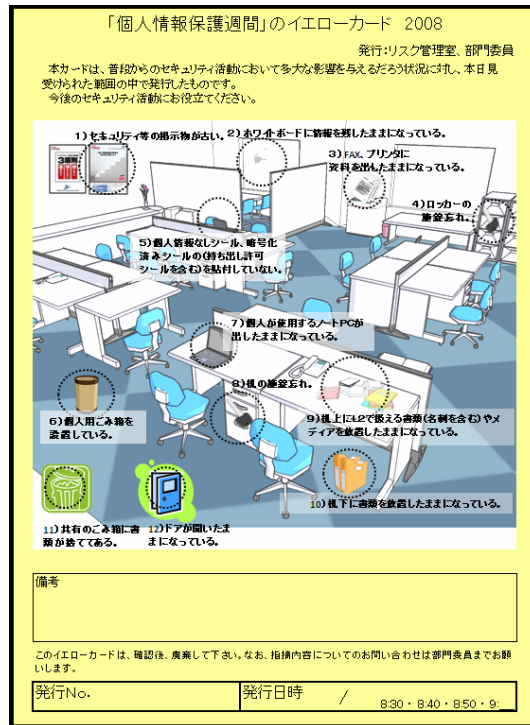 「個人情報保護週間」のイエローカード 2008
発行：リスク管理室、部門委員
本カードは、普段からのセキュリティ活動において多大な影響を与えるだろう状況に対し、本日見
受けられた範囲の中で発行したものです。
今後のセキュリティ活動にお役立てください。
1）セキュリティ等の掲示物が古い。
2）ホワイトボードに情報を残したままになっている。
3）FAX、プリンタに
資料を出したままになっている。
4）ロッカーの
施錠忘れ。
5）個人情報なしシール、暗号化
済みシールの（持ち出し許可
シールを含む）を貼付していない。
7）個人が使用するノートPCが
出したままになっている。
8）机の施錠忘れ。
6）個人用ごみ箱を
設置している。
9）机上にL2で扱える書類（名刺を含む）やメ
ディアを放置したままになっている。
10）机下に書類を放置したままになっている。
11）共有のごみ箱に書
類が捨ててある。
12）ドアが開いたま
まになっている。
備考
このイエローカードは、確認後、廃棄して下さい。なお、指摘内容についてのお問い合わせは部門委員までお願
いします。
発行No.
発行日時 /
8:30・8:40・8:50・9:__